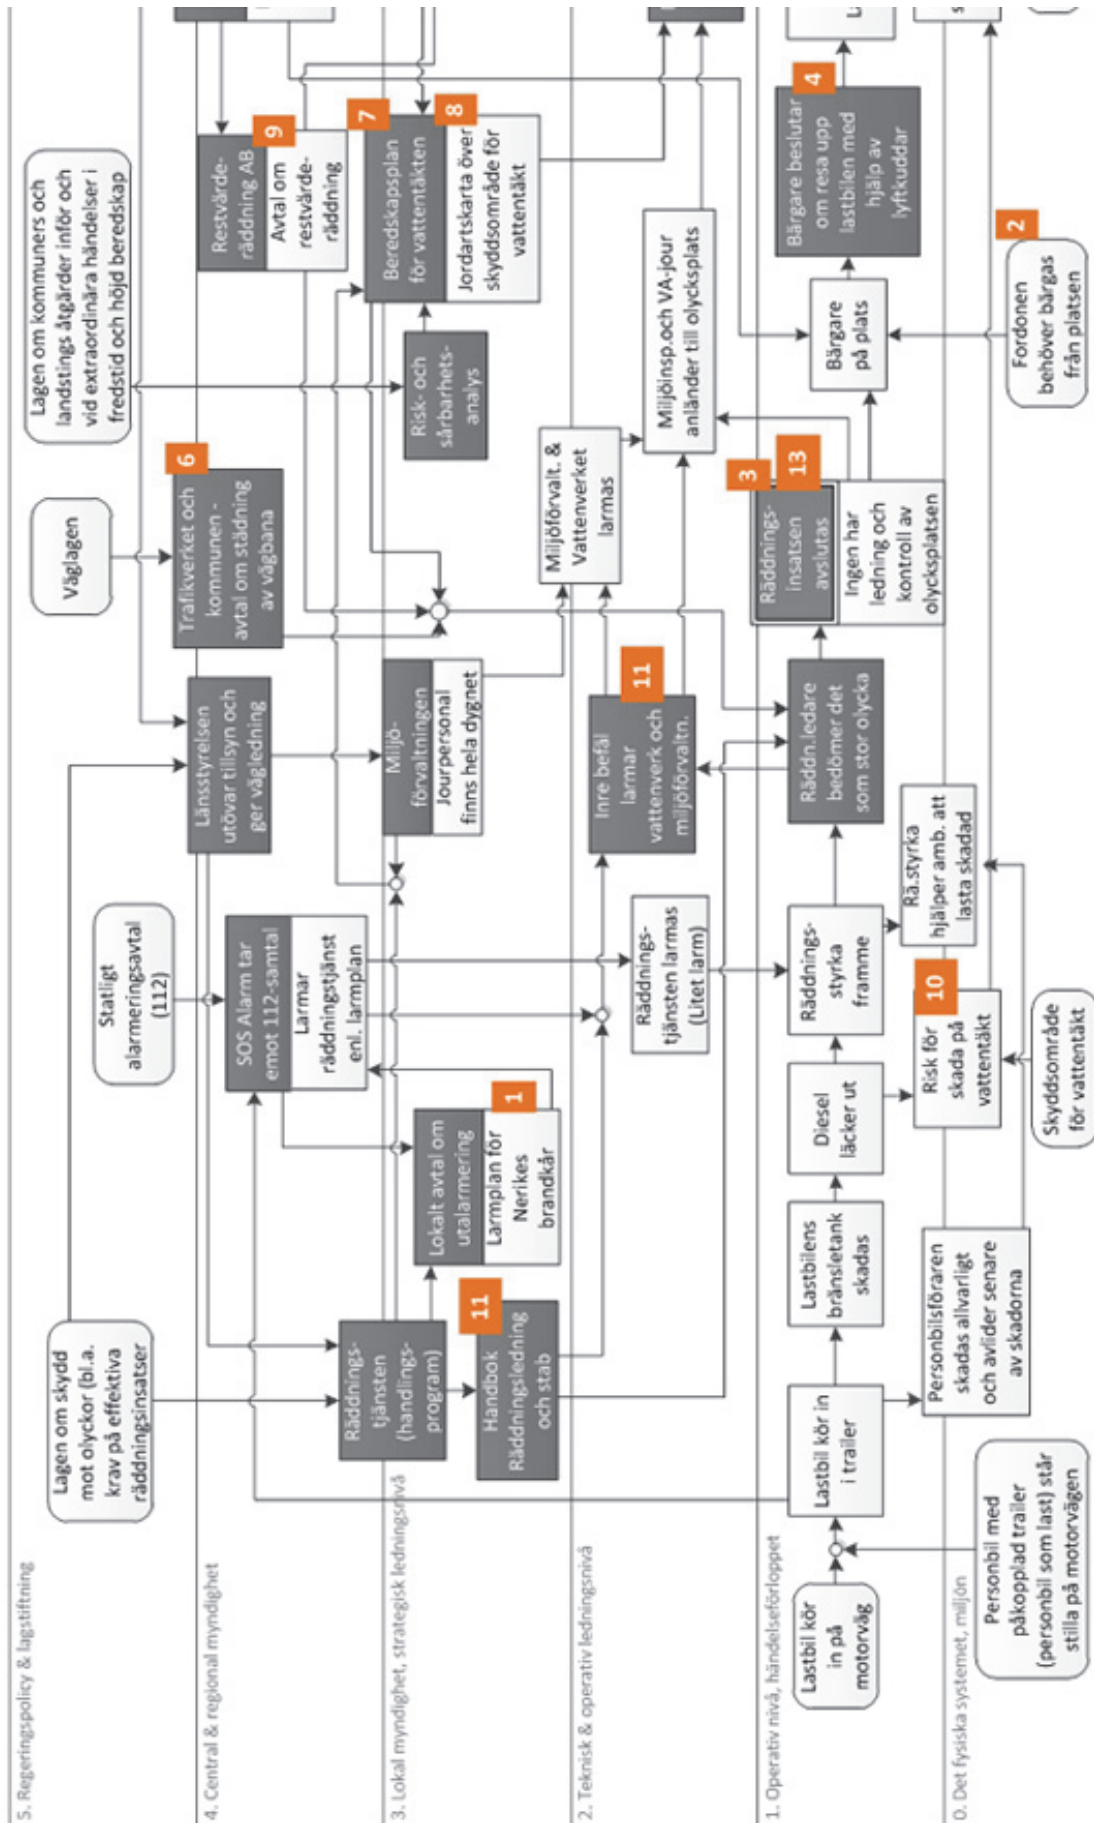 5. Regeringspolicy & lagstiftning
Lagen om skydd
mot olyckor (bl.a.
krav på effektiva
räddningsinsatser
Statligt
alarmeringsavtal
(112)
Väglagen
Lagen om kommuners och
landstings åtgärder inför och
vid extraordinära händelser i
fredstid och höjd beredskap
4. Central & regional myndighet
SOS Alarm tar
emot 112-samtal
Larmar
räddningstjänst
enl. larmplan
Länsstyrelsen
utövar tillsyn och
ger vägledning
6
Trafikverket och
kommunen -
avtal om städning
av vägbana
Restvärde-
räddning AB
9
Avtal om
restvärde-
räddning
3. Lokal myndighet, strategisk ledningsnivå
Räddnings-
tjänsten
(handlings-
program)
11
Handbok
Räddningsledning
och stab
Lokalt avtal om
utalarmering
1
Larmplan för
Nerikes
brandkår
Miljö-
förvaltningen
Jourpersonal
finns hela dygnet
Risk- och
sårbarhets-
analys
7
Beredskapsplan
för vattentäkten
8
Jordartskarta över
skyddsområde för
vattentäkt
2. Teknisk & operativ ledningsnivå
Räddnings-
tjänsten larmas
(Litet larm)
Inre befäl
larmar
vattenverk och
miljöförvaltn.
11
Miljöförvalt. &
Vattenverket
larmas
Miljöinsp.och VA-jour
anländer till olycksplats
1. Operativ nivå, händelseförloppet
Lastbil kör
in på
motorväg
Lastbil kör in
i trailer
Lastbilens
bränsletank
skadas
Diesel
läcker ut
Räddnings-
styrka
framme
Räddn.ledare
bedömer det
som stor olycka
3
13
Räddnings-
insatsen
avslutas
Ingen har
ledning och
kontroll av
olycksplatsen
Bärgare
på plats
4
Bärgare beslutar
om resa upp
lastbilen med
hjälp av
lyftkuddar
0. Det fysiska systemet, miljön
Personbil med
påkopplad trailer
(personbil som last) står
stilla på motorvägen
Personbilsföraren
skadas allvarligt
och avlider senare
av skadorna
10
Risk för
skada på
vattentäkt
Skyddsområde
för vattentäkt
Rä.styrka
hjälper amb. att
lasta skadad
2
Fordonen
behöver bärgas
från platsen